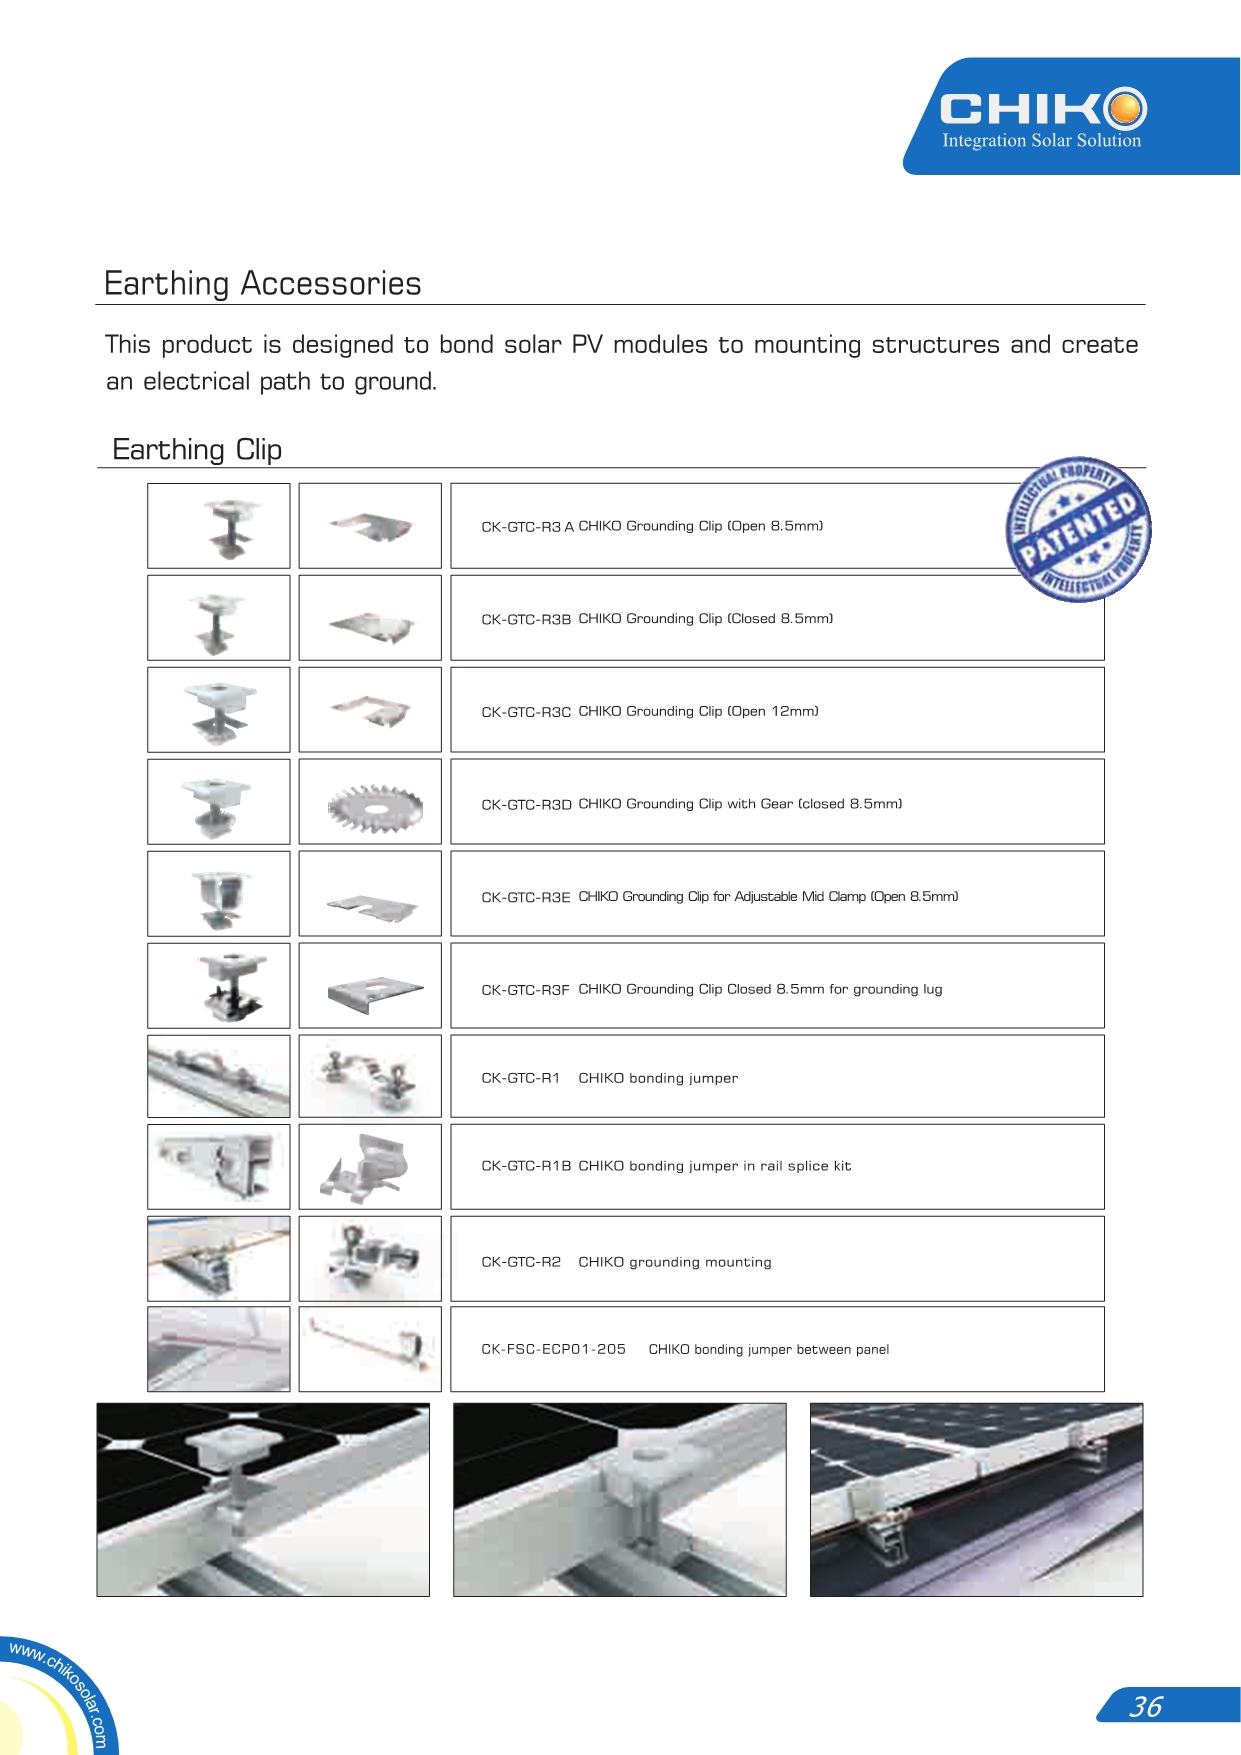 CHIKO
Integration Solar Solution
Earthing Accessories
This product is designed to bond solar PV modules to mounting structures and create
an electrical path to ground.
Earthing Clip
INTELLECTUAL PROPERTY
PATENTED
INTELLECTUAL PROPERTY
CK-GTC-R3 A CHIKO Grounding Clip (Open 8.5mm)
CK-GTC-R3B CHIKO Grounding Clip (Closed 8.5mm)
CK-GTC-R3C CHIKO Grounding Clip (Open 12mm)
CK-GTC-R3D CHIKO Grounding Clip with Gear (closed 8.5mm)
CK-GTC-R3E CHIKO Grounding Clip for Adjustable Mid Clamp (Open 8.5mm)
CK-GTC-R3F CHIKO Grounding Clip Closed 8.5mm for grounding lug
CK-GTC-R1 CHIKO bonding jumper
CK-GTC-R1B CHIKO bonding jumper in rail splice kit
CK-GTC-R2 CHIKO grounding mounting
CK-FSC-ECP01-205 CHIKO bonding jumper between panel
www.chikosolar.com
36